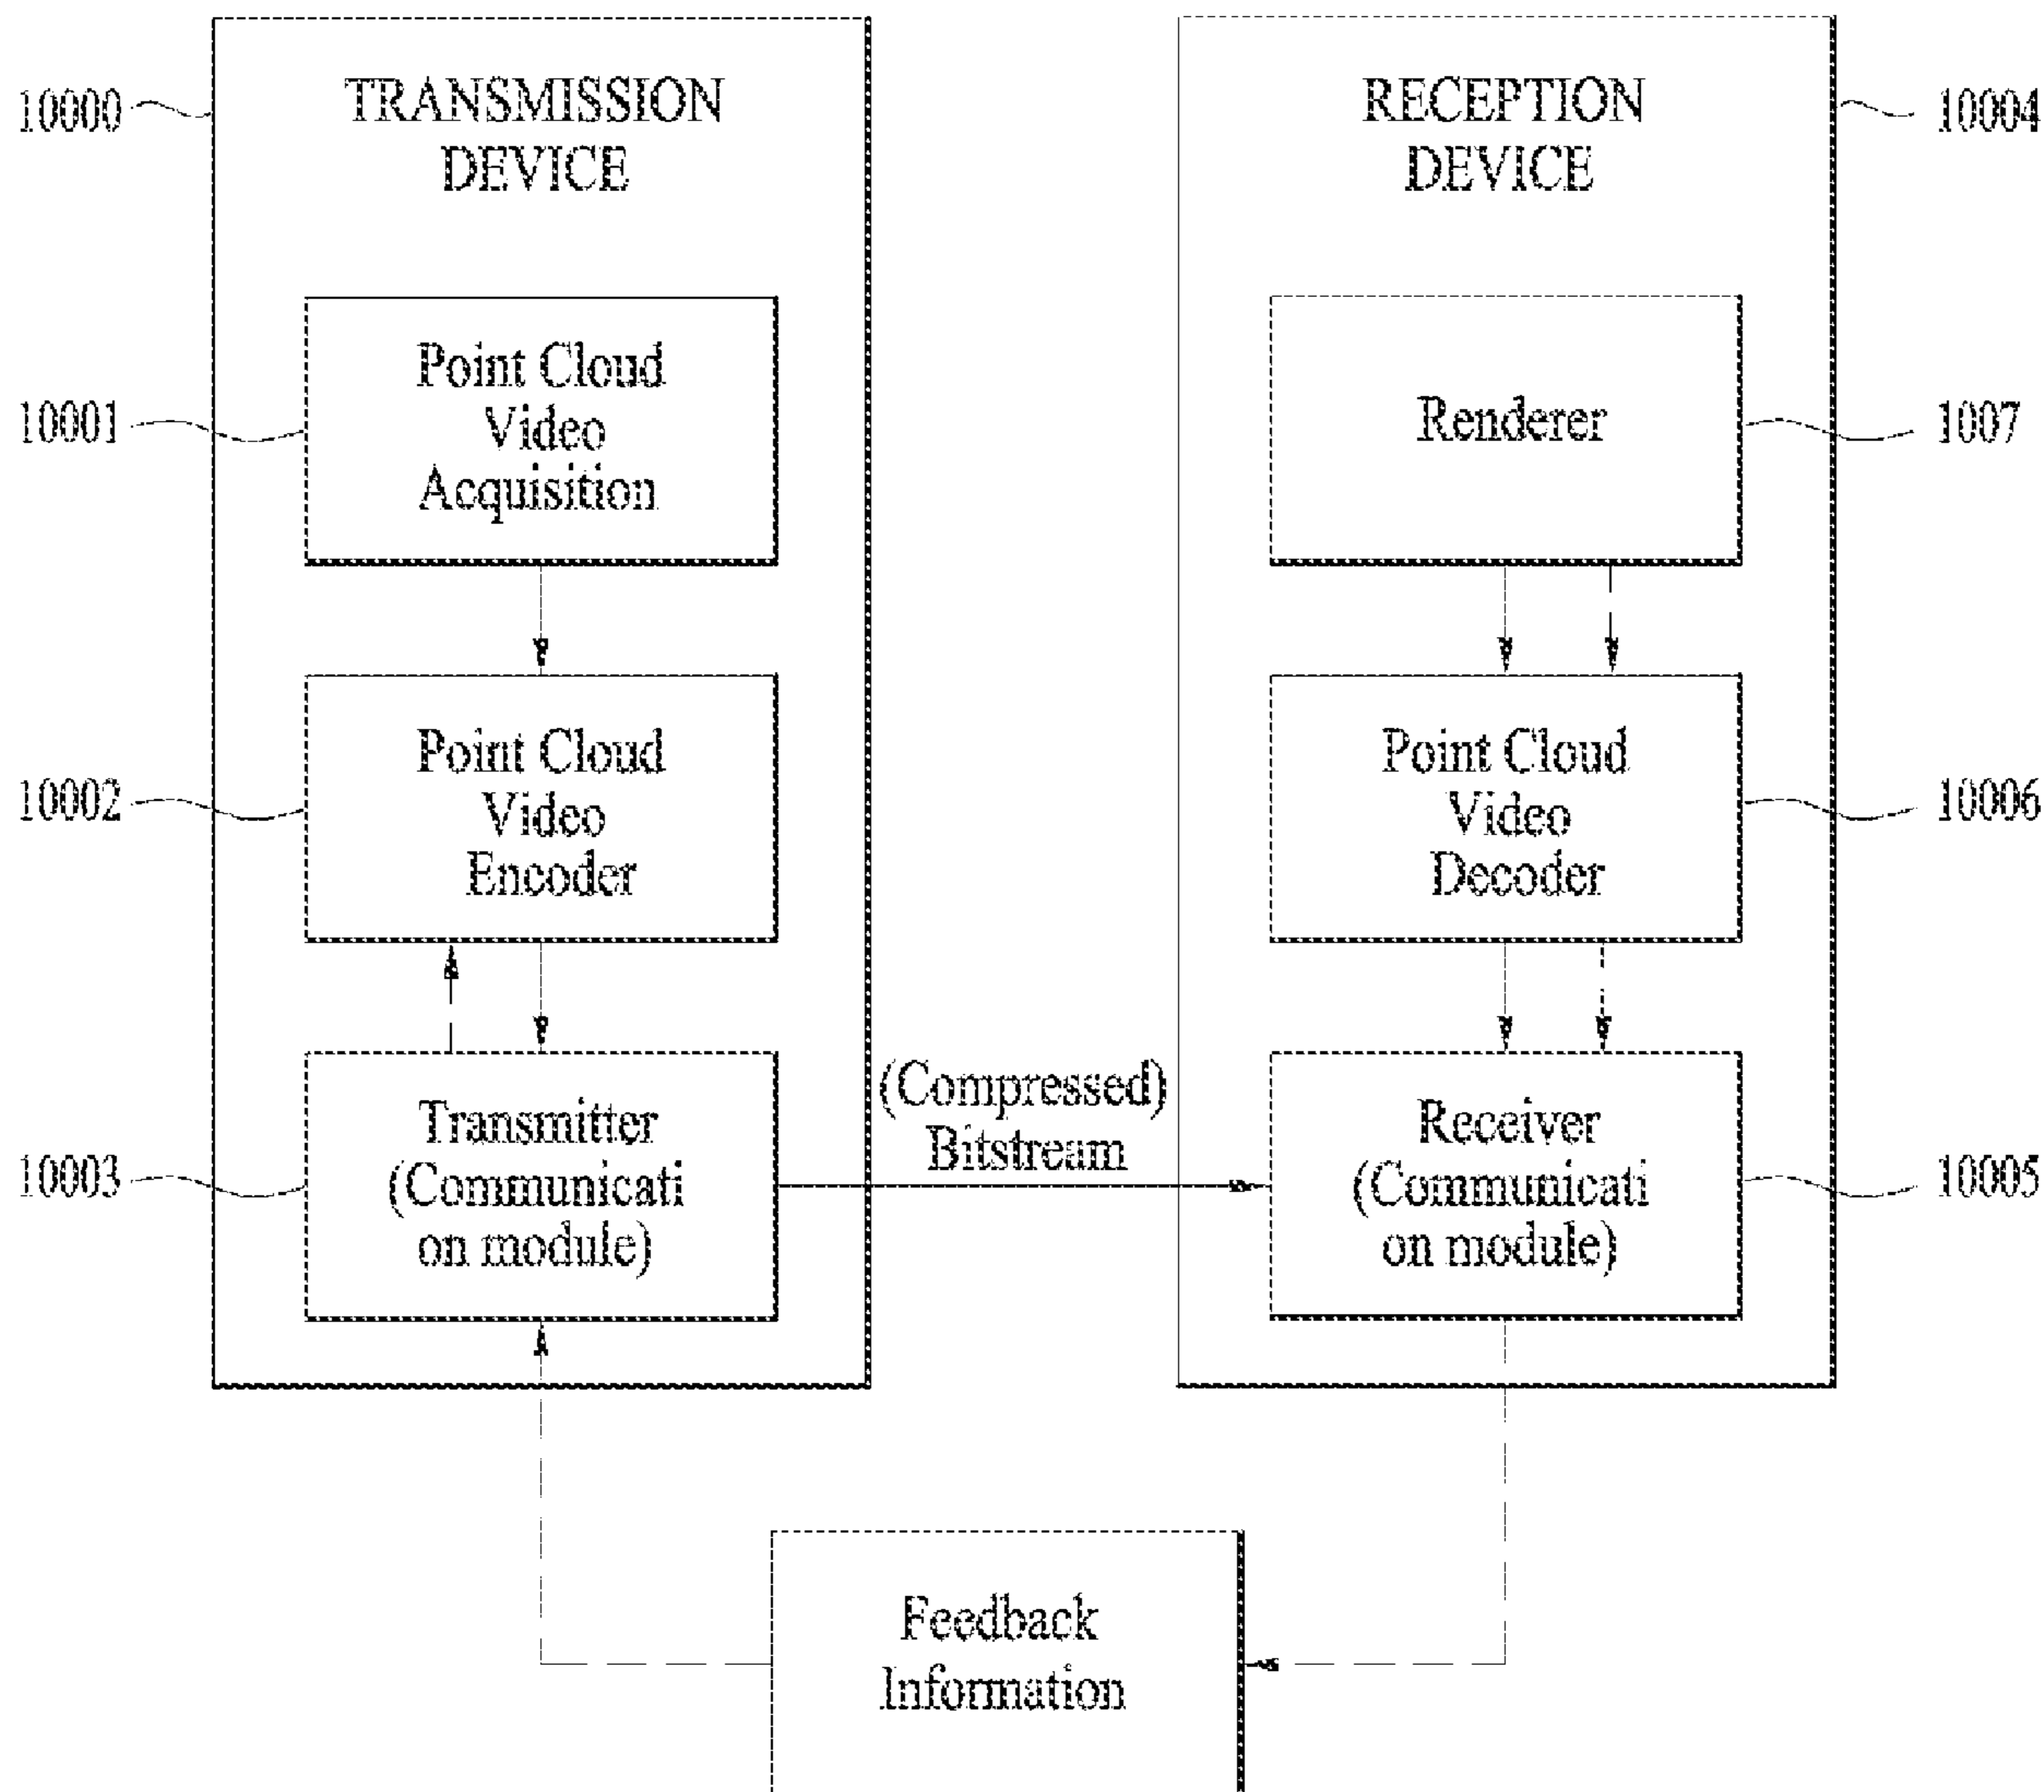 10000
TRANSMISSION
DEVICE
10001
Point Cloud
Video
Acquisition
10002
Point Cloud
Video
Encoder
10003
Transmitter
(Communicati
on module)
(Compressed)
Bitstream
RECEPTION
DEVICE
10004
Renderer
1007
Point Cloud
Video
Decoder
10006
Receiver
(Communicati
on module)
10005
Feedback
Information